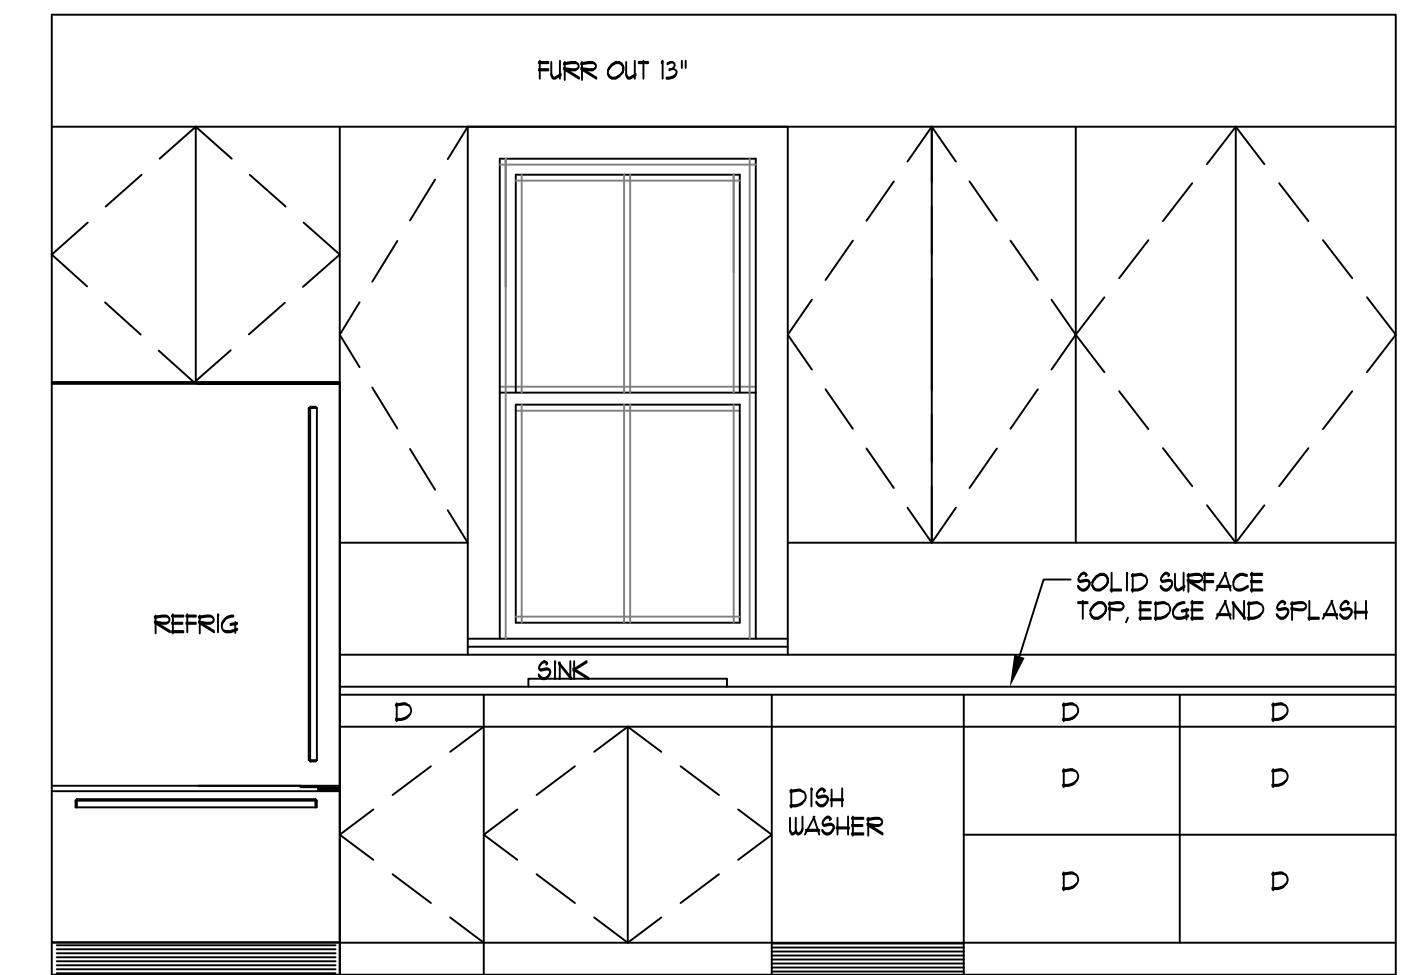 FURR OUT 13"
SOLID SURFACE
TOP, EDGE AND SPLASH
REFRIG
SINK
D
D
D
DISH
WASHER
D
D
D
D